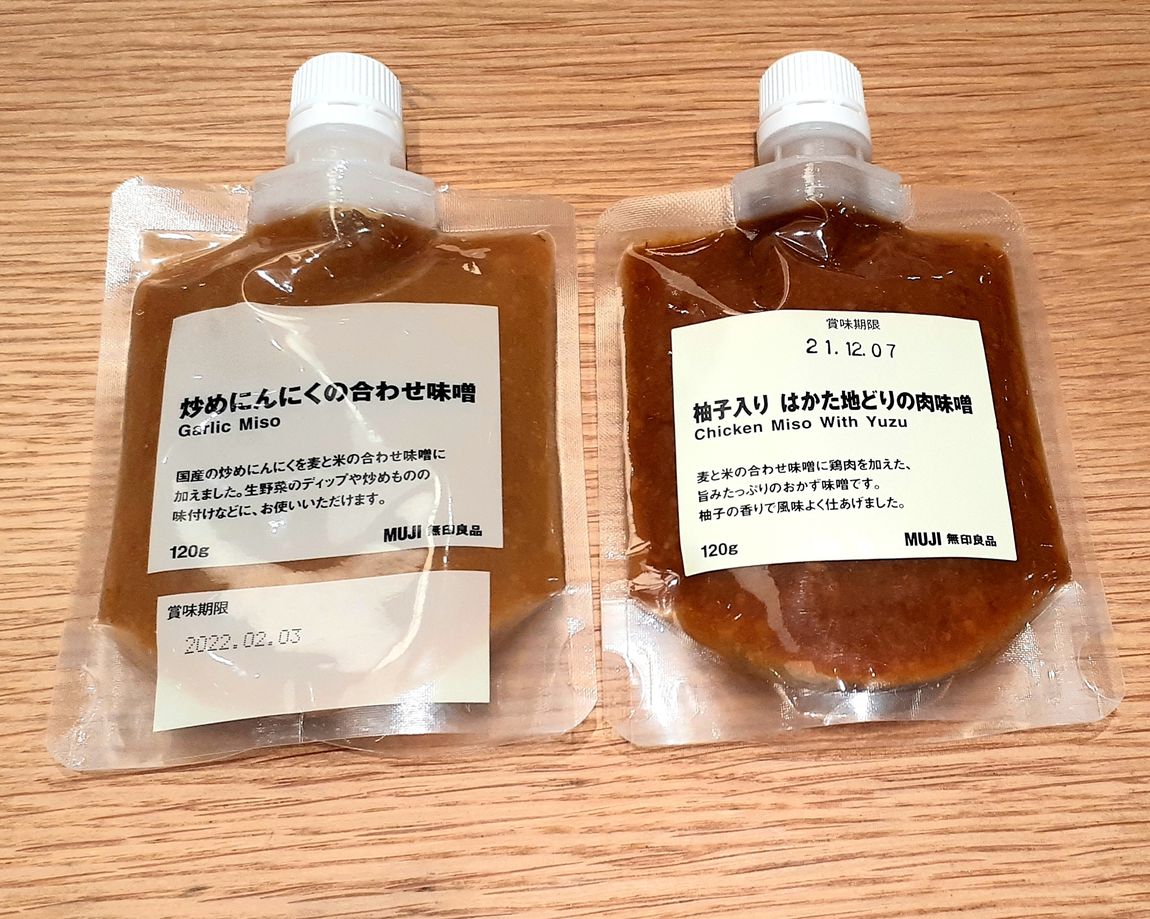 炒めにんにくの合わせ味噌
Garlic Miso
国産の炒めにんにくを麦と米の合わせ味噌に
加えました。生野菜のディップや炒めものの
味付けなどに、お使いいただけます。
120g
MUJI 無印良品
賞味期限
2022.02.03
賞味期限
21.12.07
柚子入り はかた地どりの肉味噌
Chicken Miso With Yuzu
麦と米の合わせ味噌に鶏肉を加えた、
旨みたっぷりのおかず味噌です。
柚子の香りで風味よく仕あげました。
120g
MUJI 無印良品